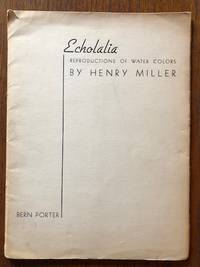 Echolalia
REPRODUCTIONS OF WATER COLORS
BY HENRY MILLER
BERN PORTER